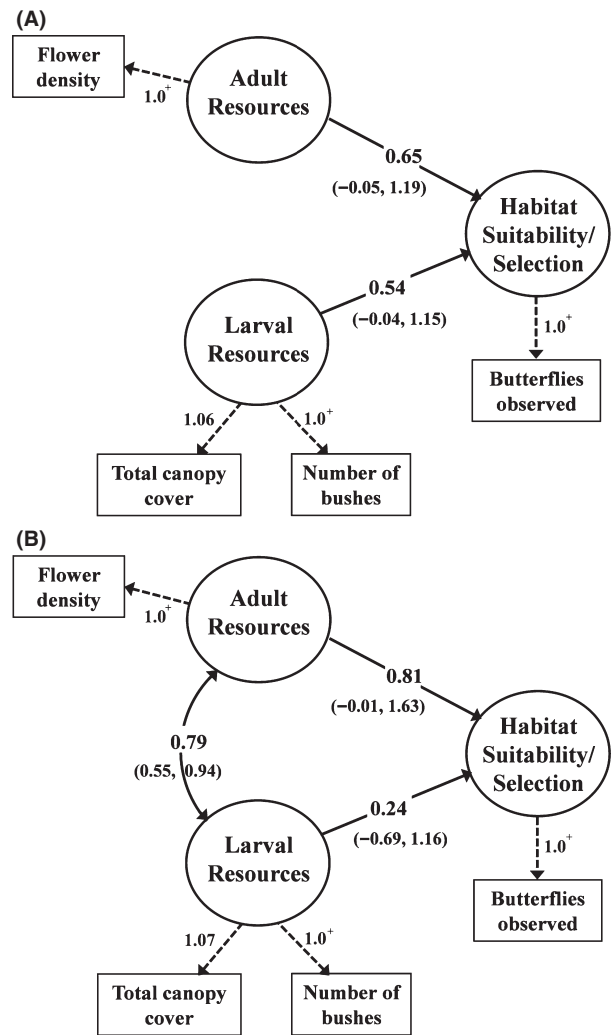 (A)
Flower
density
1.0+
Adult
Resources
0.65
(−0.05, 1.19)
Habitat
Suitability/
Selection
0.54
(−0.04, 1.15)
Larval
Resources
1.0+
Butterflies
observed
1.06
1.0+
Total canopy
cover
Number of
bushes
(B)
Flower
density
1.0+
Adult
Resources
0.81
(−0.01, 1.63)
Habitat
Suitability/
Selection
0.79
(0.55, 0.94)
0.24
(−0.69, 1.16)
Larval
Resources
1.0+
Butterflies
observed
1.07
1.0+
Total canopy
cover
Number of
bushes